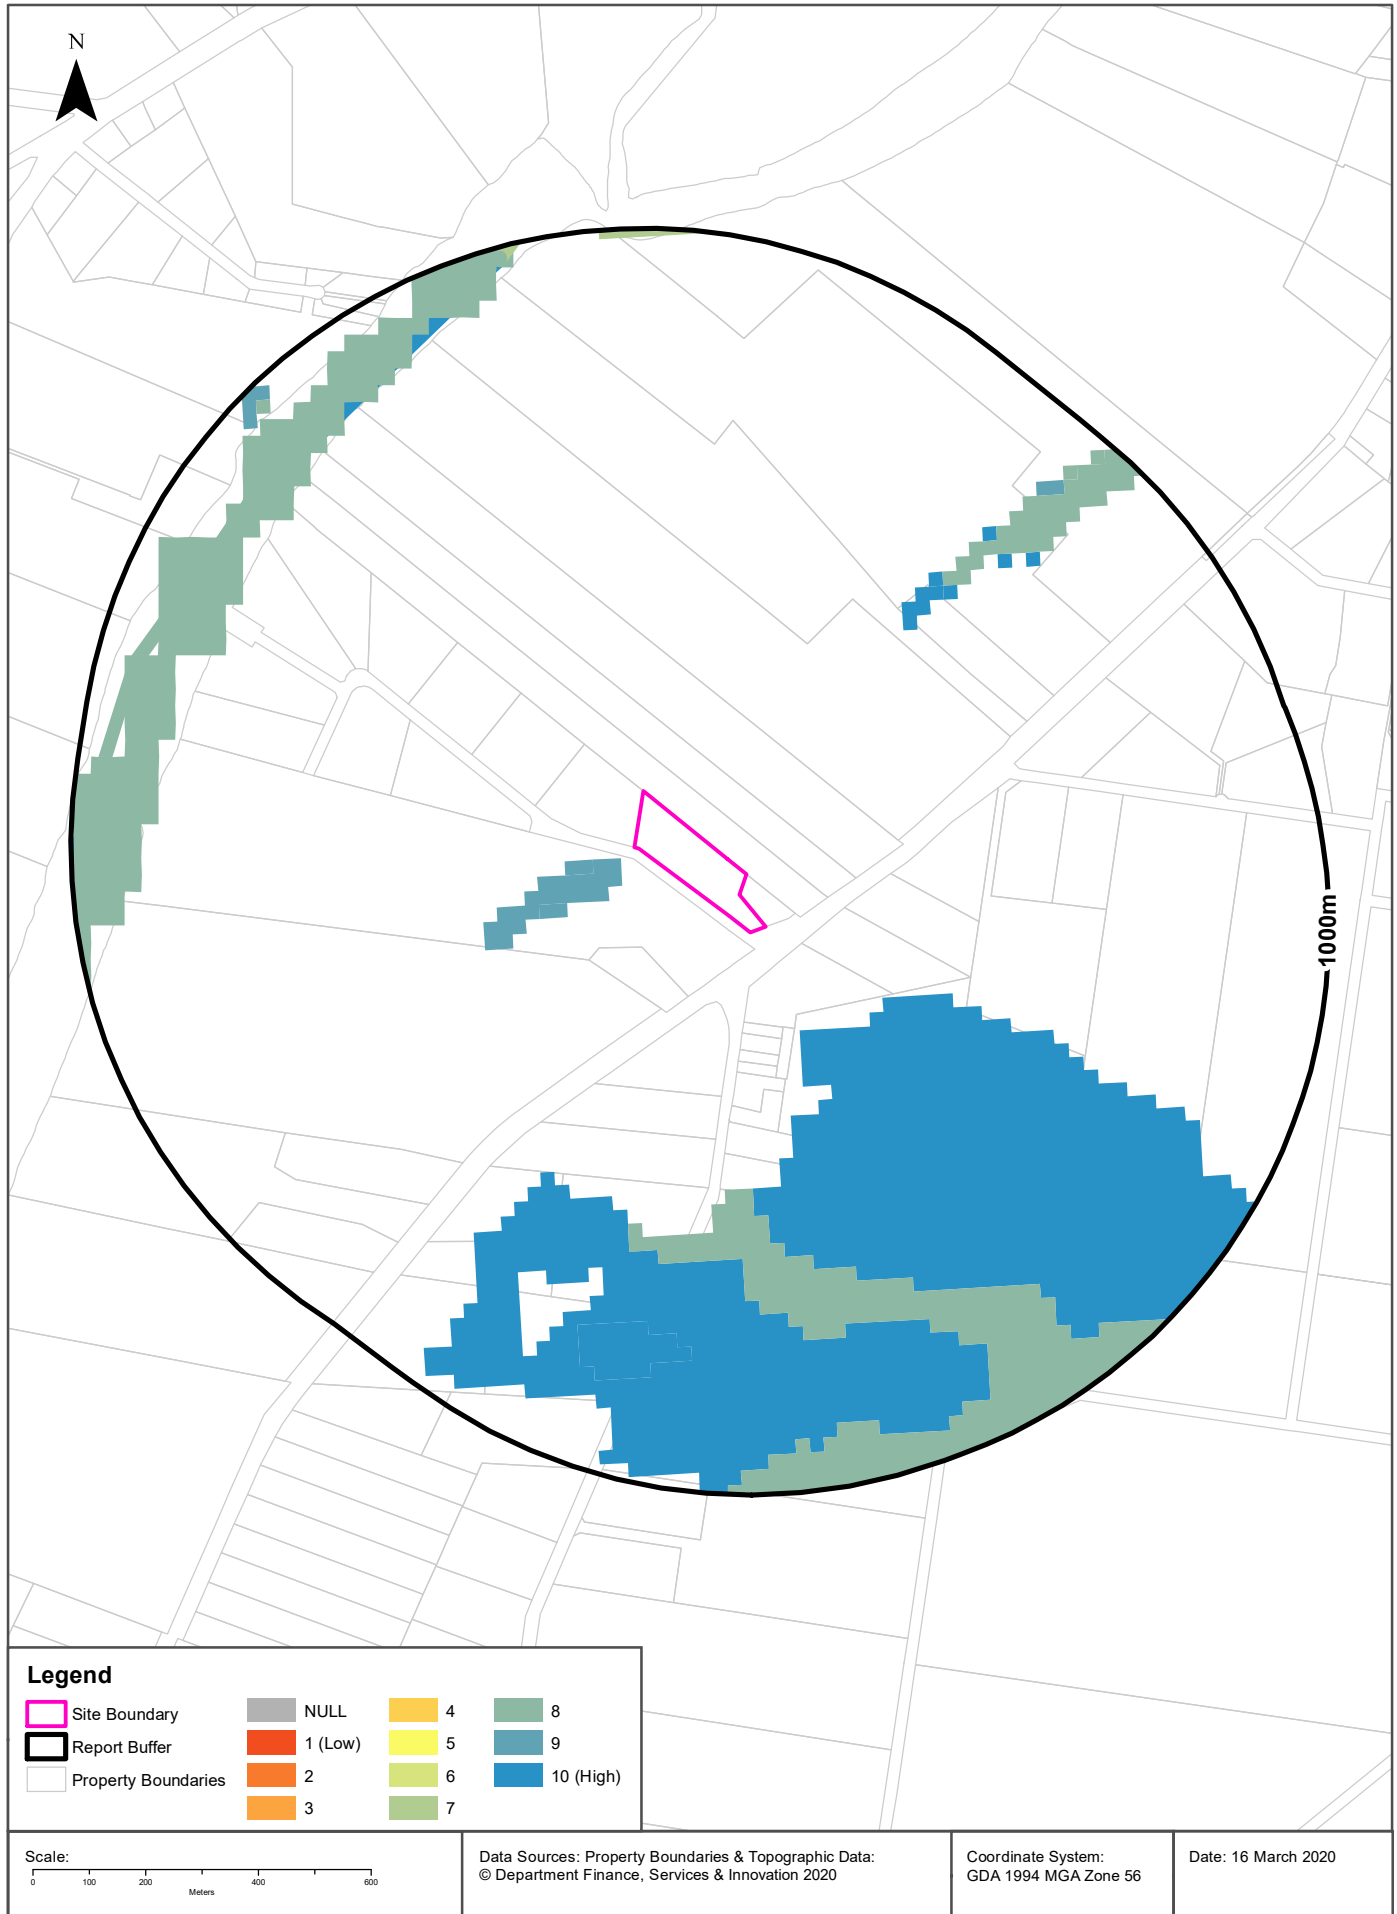 N
1000m
Legend
Site Boundary
Report Buffer
Property Boundaries
NULL
1 (Low)
2
3
4
5
6
7
8
9
10 (High)
Scale:
0 100 200 400 600
Meters
Data Sources: Property Boundaries & Topographic Data:
© Department Finance, Services & Innovation 2020
Coordinate System:
GDA 1994 MGA Zone 56
Date: 16 March 2020